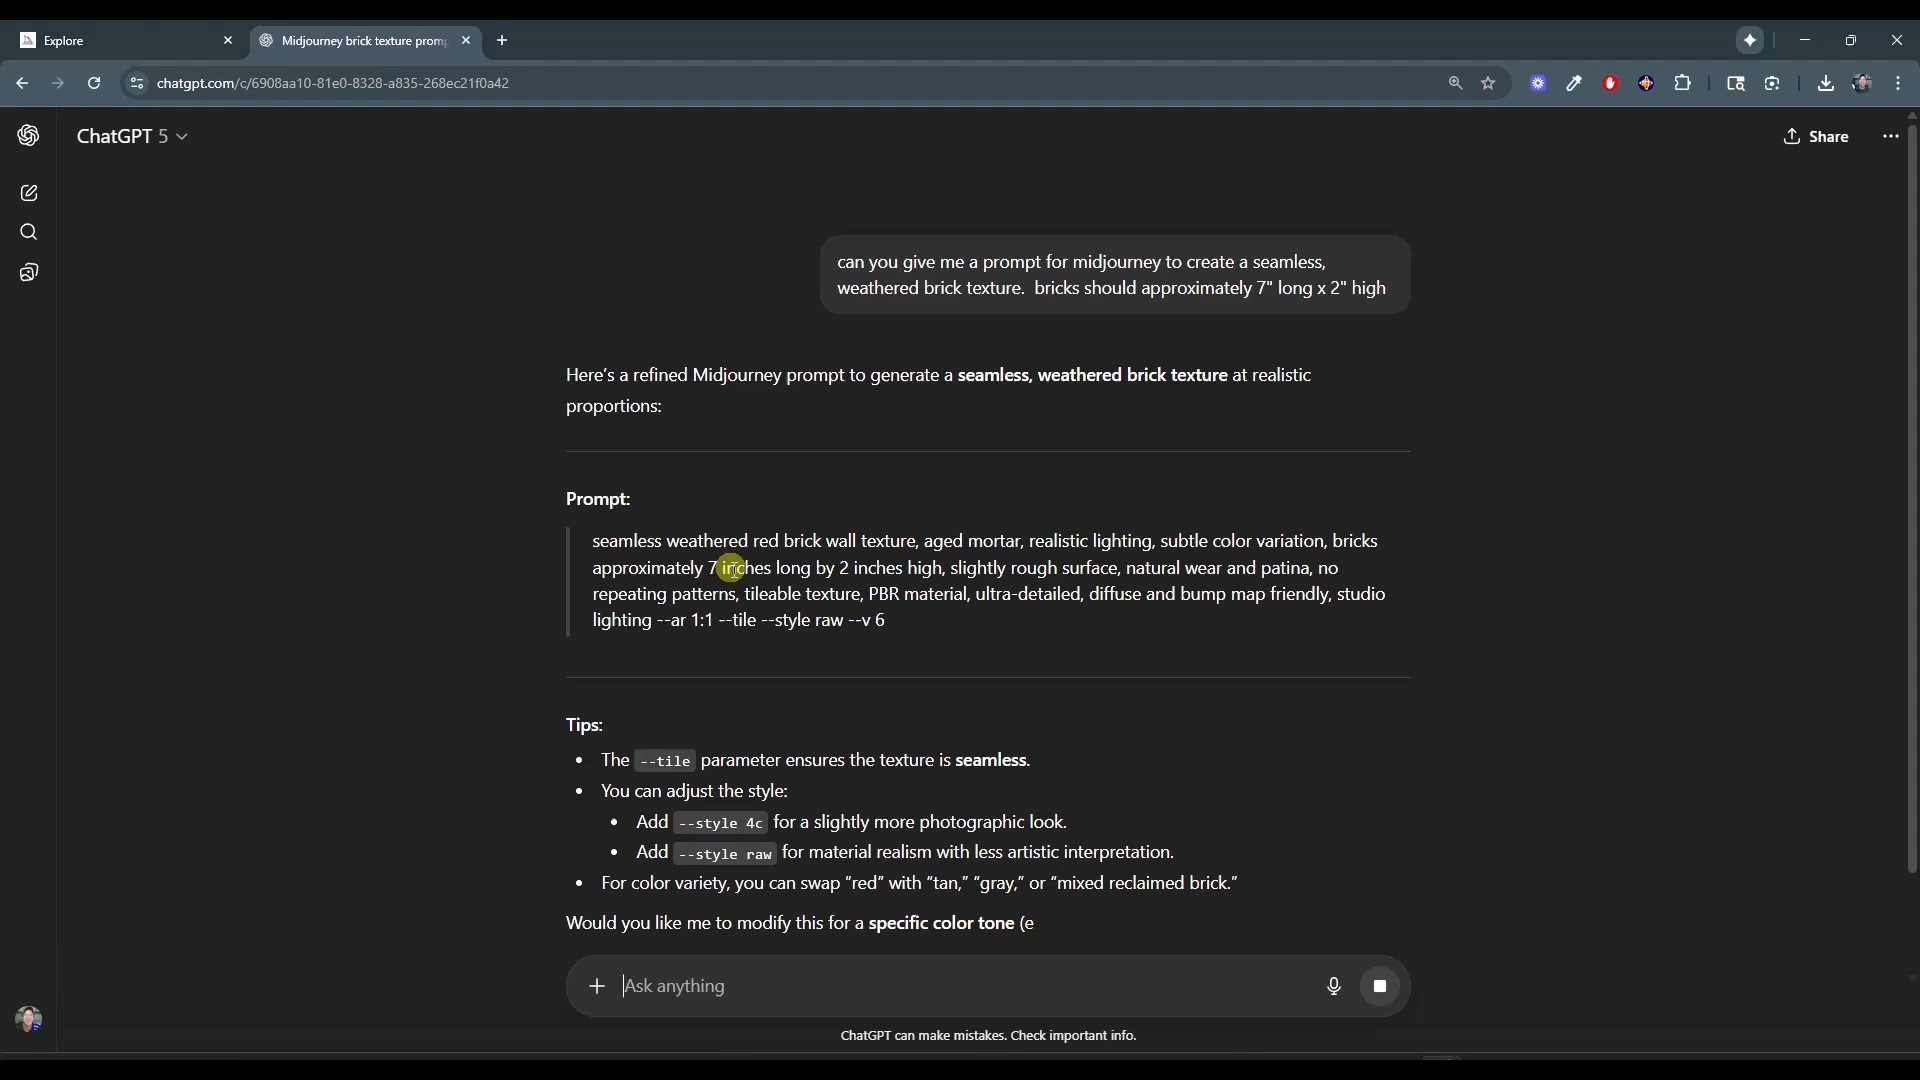 Explore
Midjourney brick texture prom
chatgpt.com/c/6908aa10-81e0-8328-a835-268ec21f0a42
ChatGPT 5
Share
can you give me a prompt for midjourney to create a seamless,
weathered brick texture.  bricks should approximately 7" long x 2" high
Here's a refined Midjourney prompt to generate a seamless, weathered brick texture at realistic
proportions:
Prompt:
seamless weathered red brick wall texture, aged mortar, realistic lighting, subtle color variation, bricks
approximately 7 inches long by 2 inches high, slightly rough surface, natural wear and patina, no
repeating patterns, tileable texture, PBR material, ultra-detailed, diffuse and bump map friendly, studio
lighting --ar 1:1 --tile --style raw --v 6
Tips:
• The --tile parameter ensures the texture is seamless.
• You can adjust the style:
• Add --style 4c for a slightly more photographic look.
• Add --style raw for material realism with less artistic interpretation.
• For color variety, you can swap “red” with “tan,” “gray,” or “mixed reclaimed brick.”
Would you like me to modify this for a specific color tone (e
Ask anything
ChatGPT can make mistakes. Check important info.